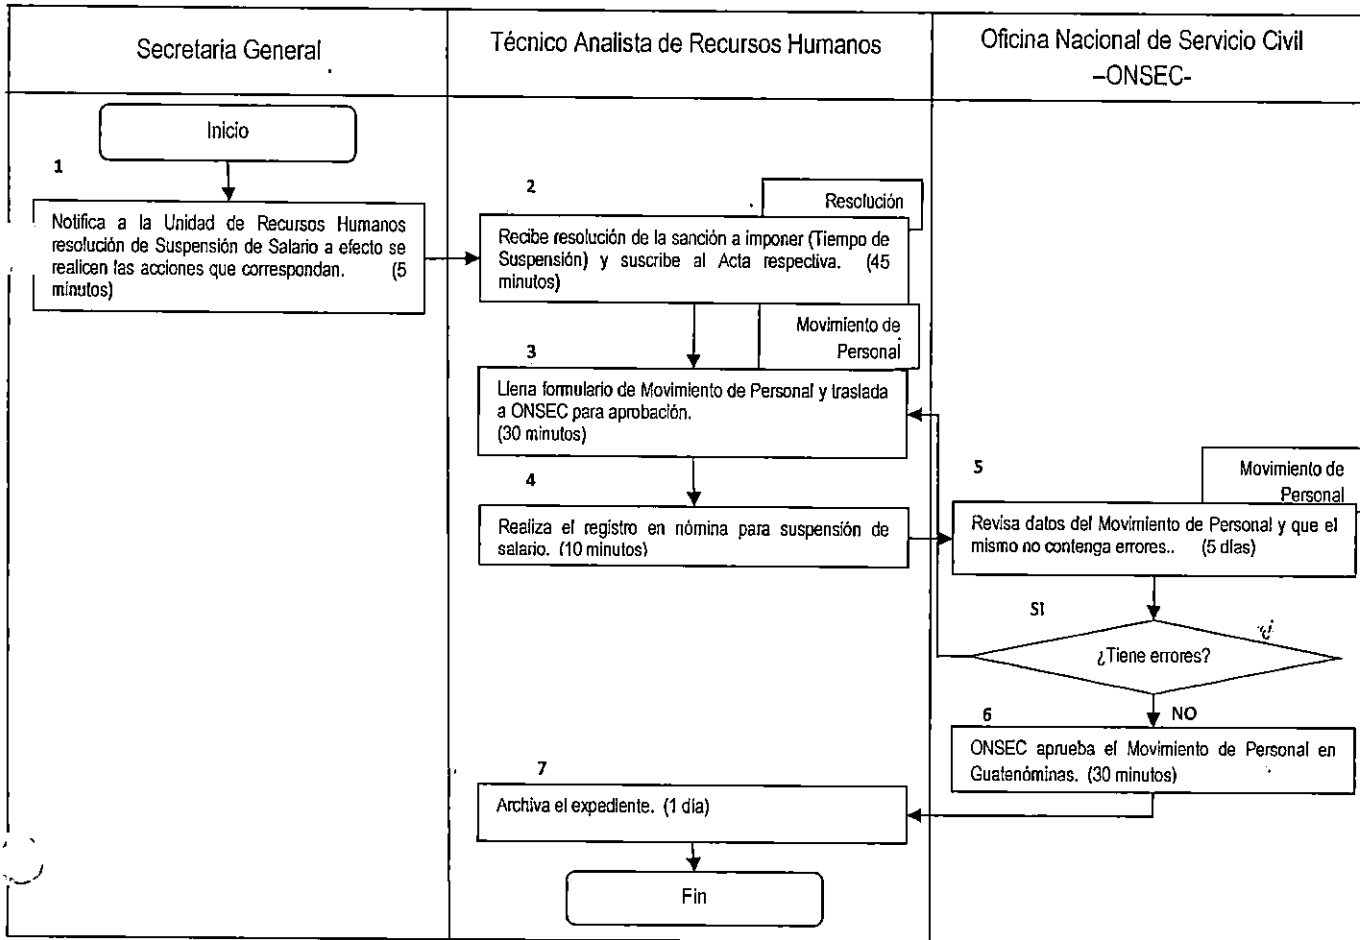 Secretaria General
Técnico Analista de Recursos Humanos
Oficina Nacional de Servicio Civil
–ONSEC-
Inicio
1
Notifica a la Unidad de Recursos Humanos
resolución de Suspensión de Salario a efecto se
realicen las acciones que correspondan. (5
minutos)
2
Resolución
Recibe resolución de la sanción a imponer (Tiempo de
Suspensión) y suscribe al Acta respectiva. (45
minutos)
Movimiento de
Personal
3
Llena formulario de Movimiento de Personal y traslada
a ONSEC para aprobación.
(30 minutos)
4
Realiza el registro en nómina para suspensión de
salario. (10 minutos)
5
Movimiento de
Personal
Revisa datos del Movimiento de Personal y que el
mismo no contenga errores.. (5 días)
SI
¿Tiene errores?
NO
6
ONSEC aprueba el Movimiento de Personal en
Guatenóminas. (30 minutos)
7
Archiva el expediente. (1 día)
Fin